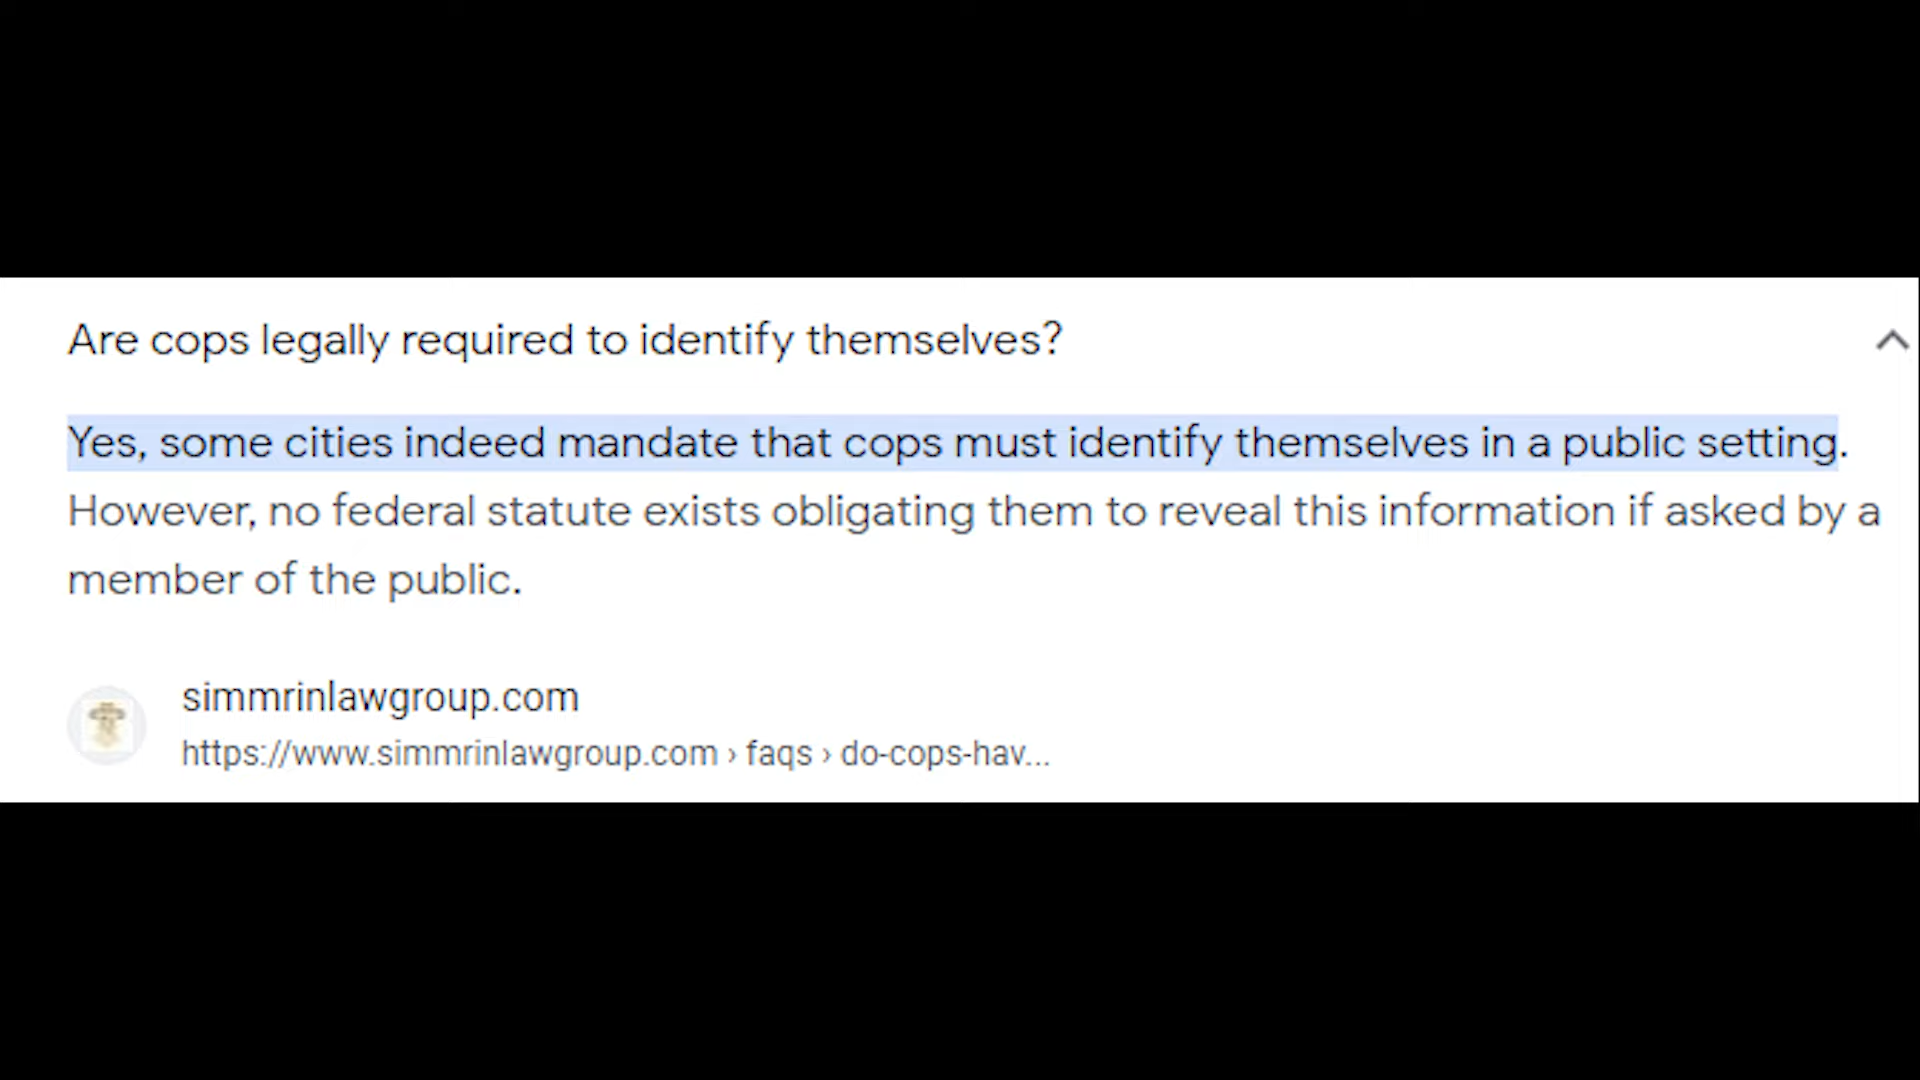 Are cops legally required to identify themselves?
Yes, some cities indeed mandate that cops must identify themselves in a public setting.
However, no federal statute exists obligating them to reveal this information if asked by a
member of the public.
simmrinlawgroup.com
https://www.simmrinlawgroup.com › faqs › do-cops-hav...